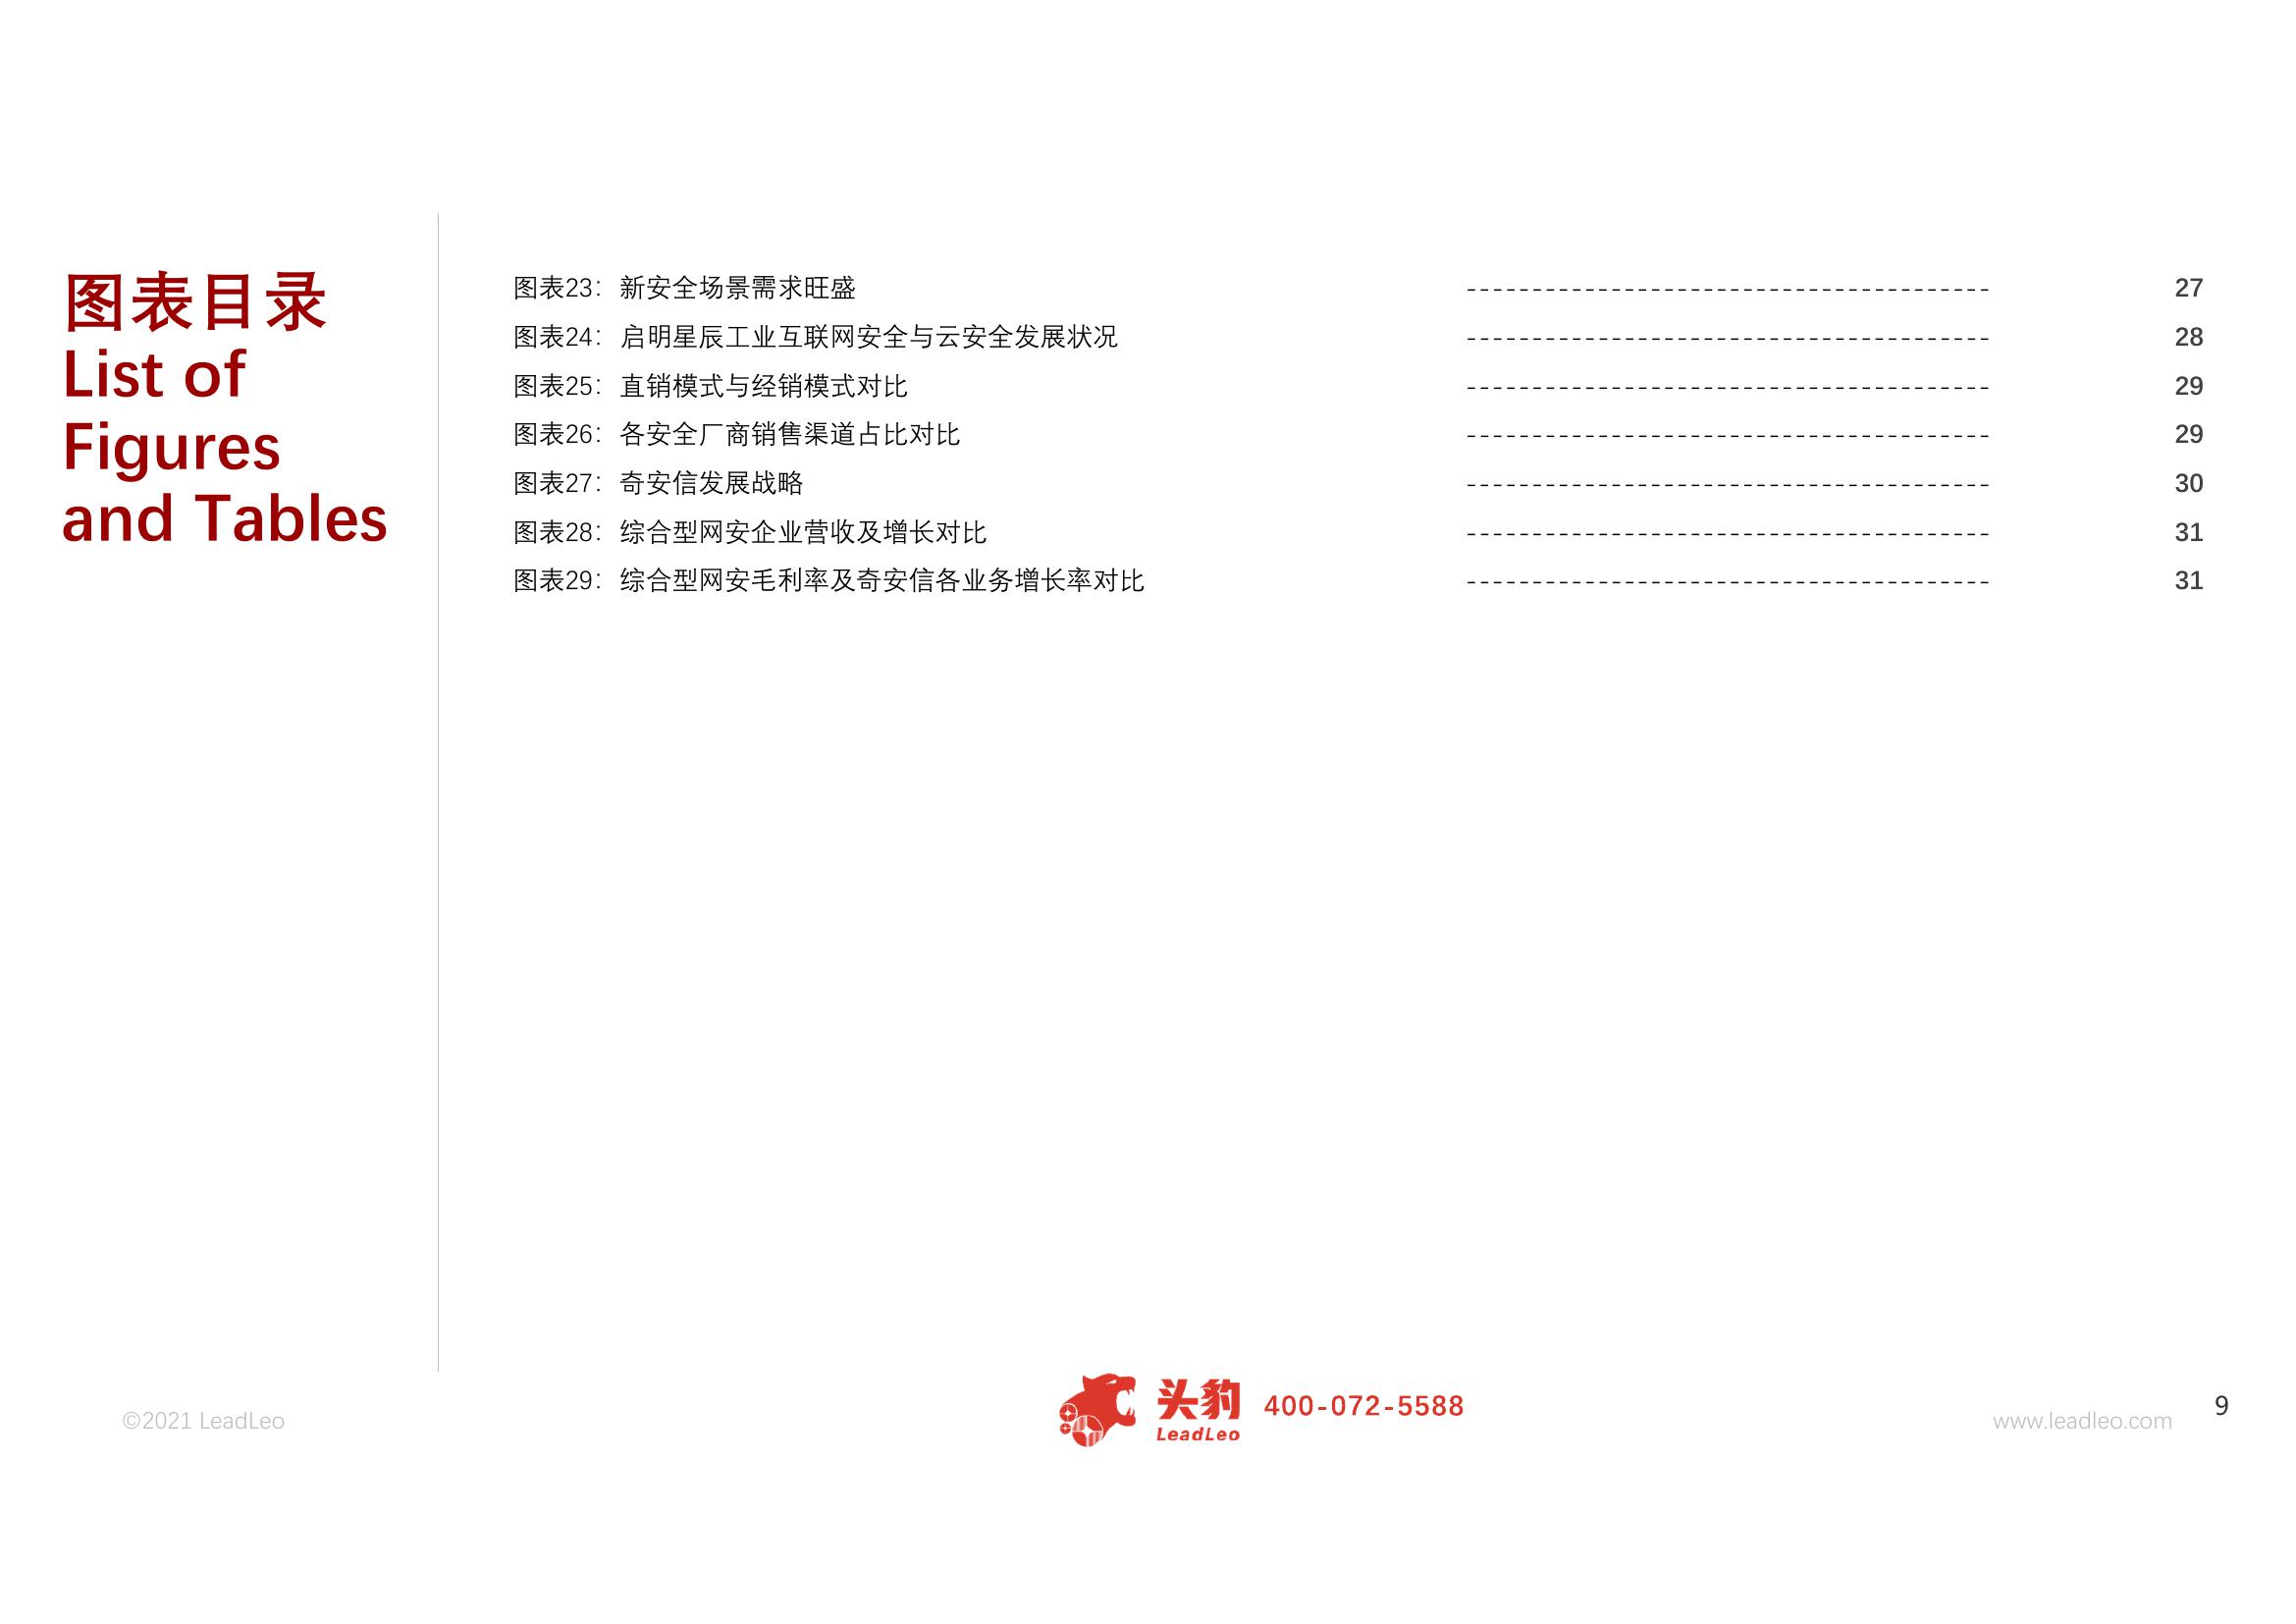 图表目录
List of
Figures
and Tables
图表23：新安全场景需求旺盛 ---------------------------------------- 27
图表24：启明星辰工业互联网安全与云安全发展状况 ---------------------------------------- 28
图表25：直销模式与经销模式对比 ---------------------------------------- 29
图表26：各安全厂商销售渠道占比对比 ---------------------------------------- 29
图表27：奇安信发展战略 ---------------------------------------- 30
图表28：综合型网安企业营收及增长对比 ---------------------------------------- 31
图表29：综合型网安毛利率及奇安信各业务增长率对比 ---------------------------------------- 31
©2021 LeadLeo
头豹
LeadLeo
400-072-5588
www.leadleo.com
9